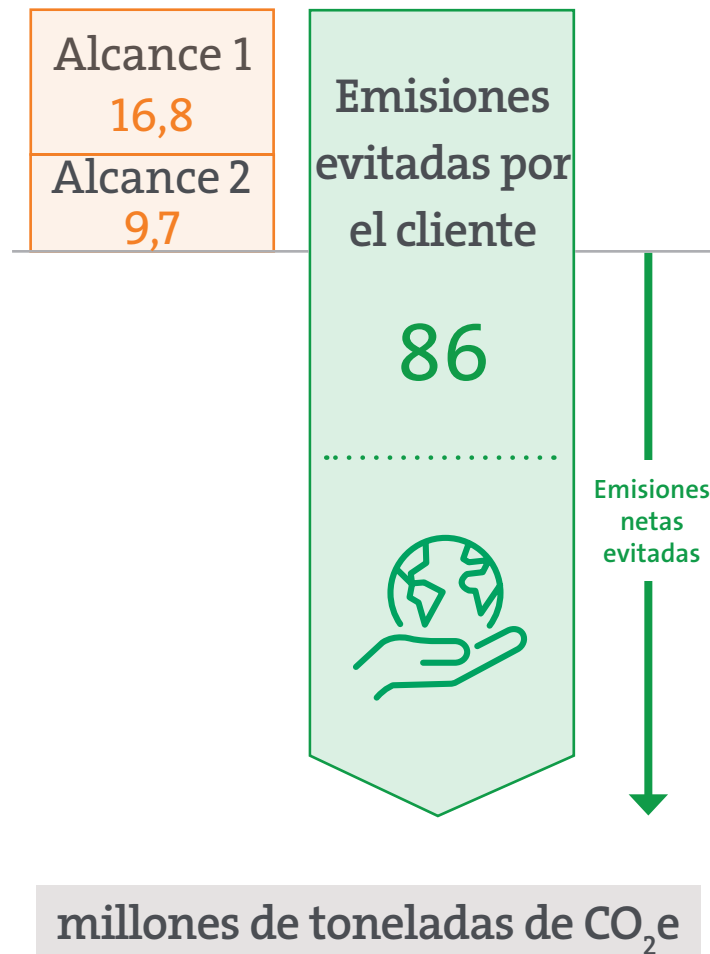 Alcance 1
16,8
Alcance 2
9,7
Emisiones
evitadas por
el cliente
86
Emisiones
netas
evitadas
millones de toneladas de CO₂e